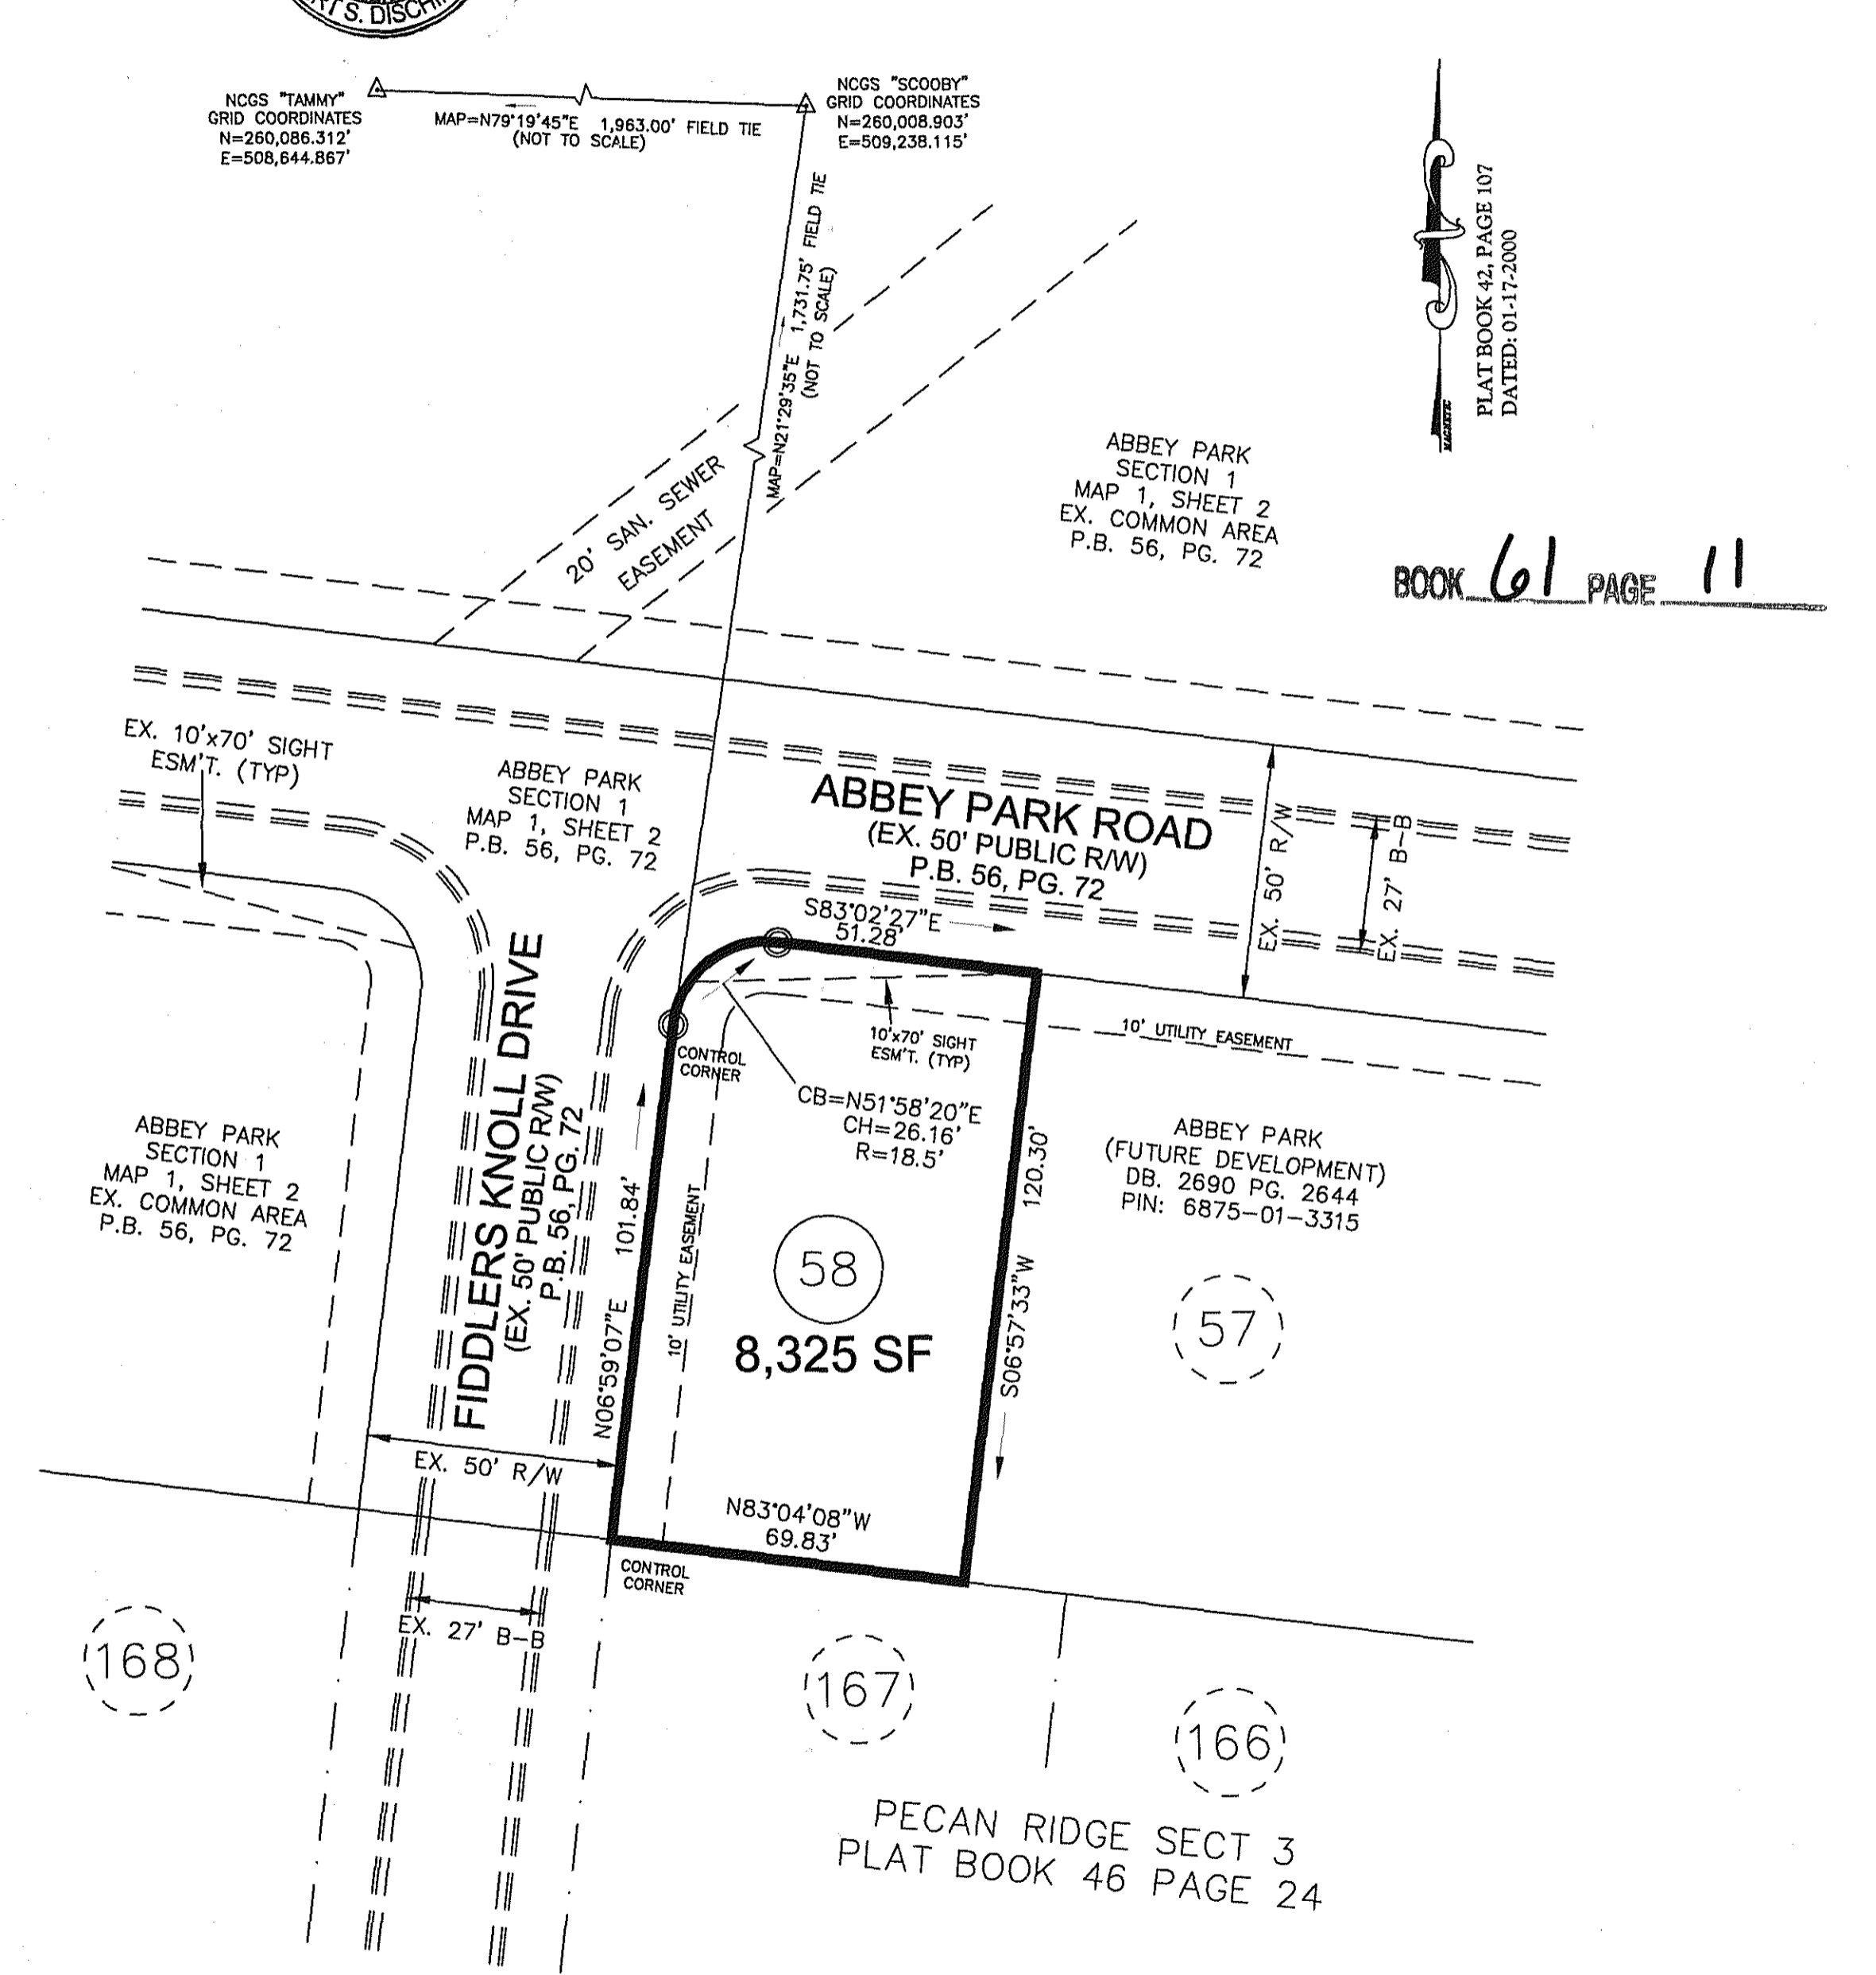 RT S. DISCHI
NCGS "TAMMY"
GRID COORDINATES
N=260,086.312'
E=508,644.867'
MAP=N79°19'45"E 1,963.00' FIELD TIE
(NOT TO SCALE)
NCGS "SCOOBY"
GRID COORDINATES
N=260,008.903'
E=509,238.115'
MAP=N21°29'35"E 1,731.75' FIELD TIE
(NOT TO SCALE)
MAGNETIC
PLAT BOOK 42, PAGE 107
DATED: 01-17-2000
20' SAN. SEWER
EASEMENT
ABBEY PARK
SECTION 1
MAP 1, SHEET 2
EX. COMMON AREA
P.B. 56, PG. 72
BOOK 61 PAGE 11
EX. 10'x70' SIGHT
ESM'T. (TYP)
ABBEY PARK
SECTION 1
MAP 1, SHEET 2
P.B. 56, PG. 72
ABBEY PARK ROAD
(EX. 50' PUBLIC R/W)
P.B. 56, PG. 72
EX. 50' R/W
EX. 27' B-B
S83°02'27"E
51.28'
10'x70' SIGHT
ESM'T. (TYP)
10' UTILITY EASEMENT
CONTROL
CORNER
CB=N51°58'20"E
CH=26.16'
R=18.5'
FIDDLERS KNOLL DRIVE
(EX. 50' PUBLIC R/W)
P.B. 56, PG. 72
ABBEY PARK
SECTION 1
MAP 1, SHEET 2
EX. COMMON AREA
P.B. 56, PG. 72
N06°59'07"E 101.84'
10' UTILITY EASEMENT
58
8,325 SF
S06°57'33"W 120.30'
ABBEY PARK
(FUTURE DEVELOPMENT)
DB. 2690 PG. 2644
PIN: 6875-01-3315
57
EX. 50' R/W
N83°04'08"W
69.83'
CONTROL
CORNER
EX. 27' B-B
168
167
166
PECAN RIDGE SECT 3
PLAT BOOK 46 PAGE 24